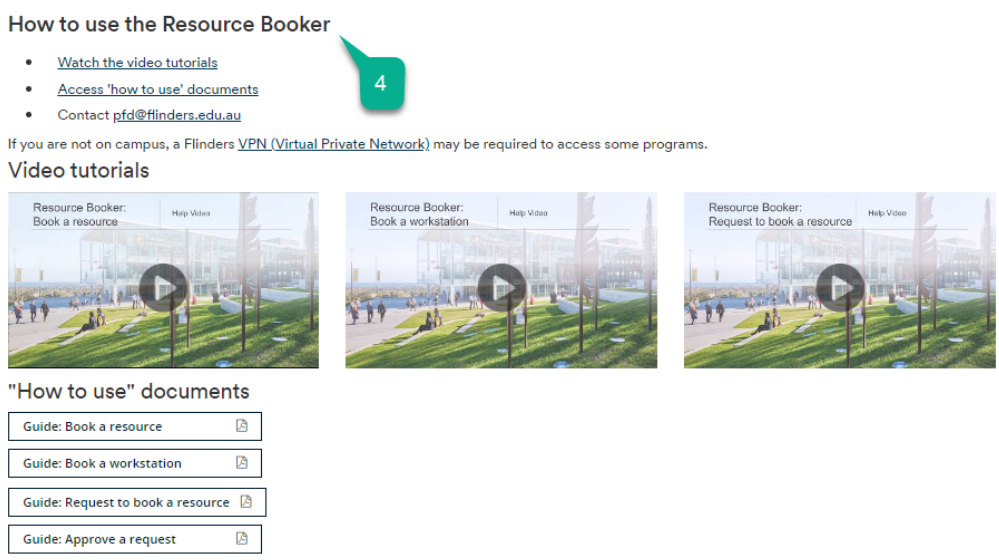 How to use the Resource Booker
4
• Watch the video tutorials
• Access 'how to use' documents
• Contact pfd@flinders.edu.au
If you are not on campus, a Flinders VPN (Virtual Private Network) may be required to access some programs.
Video tutorials
Resource Booker:
Book a resource
Help Video
Resource Booker:
Book a workstation
Help Video
Resource Booker:
Request to book a resource
Help Video
"How to use" documents
Guide: Book a resource
Guide: Book a workstation
Guide: Request to book a resource
Guide: Approve a request